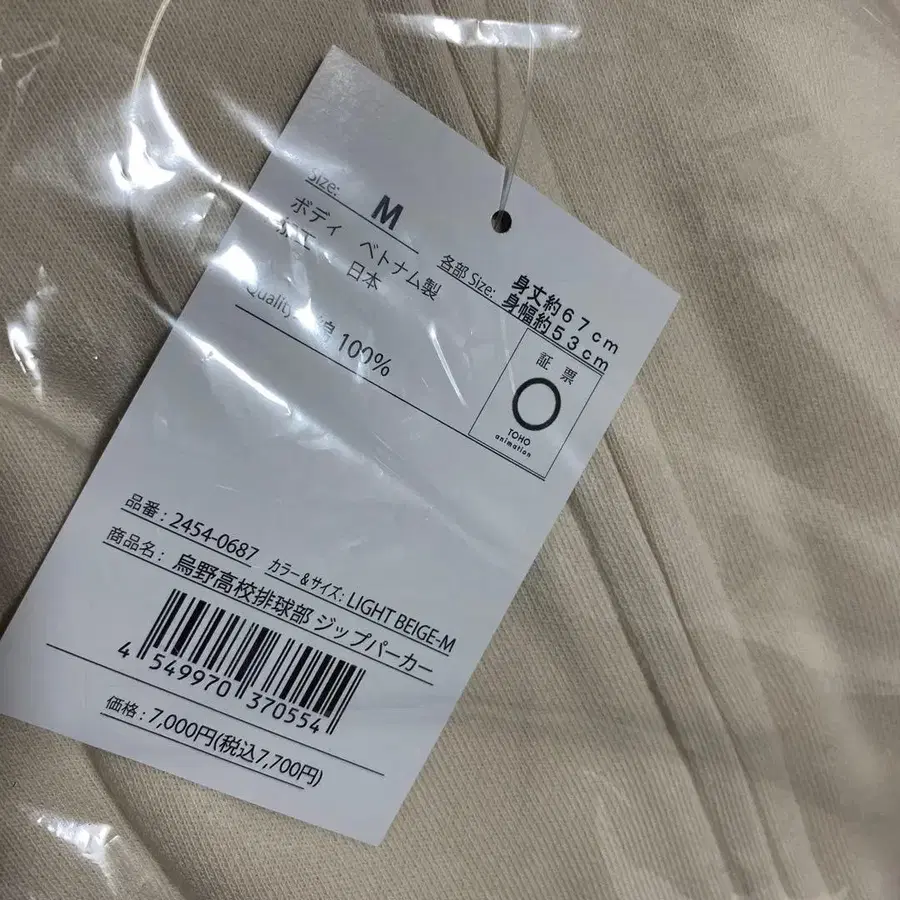 Size: M
各部 Size: 身丈約67cm
身幅約53cm
ボディ ベトナム製
加工 日本
Quality: 綿 100%
証 票
TOHO
animation
品番 : 2454-0687 カラー&サイズ: LIGHT BEIGE-M
商品名 : 烏野高校排球部 ジップパーカー
4 549970 370554
価格 : 7,000円(税込7,700円)